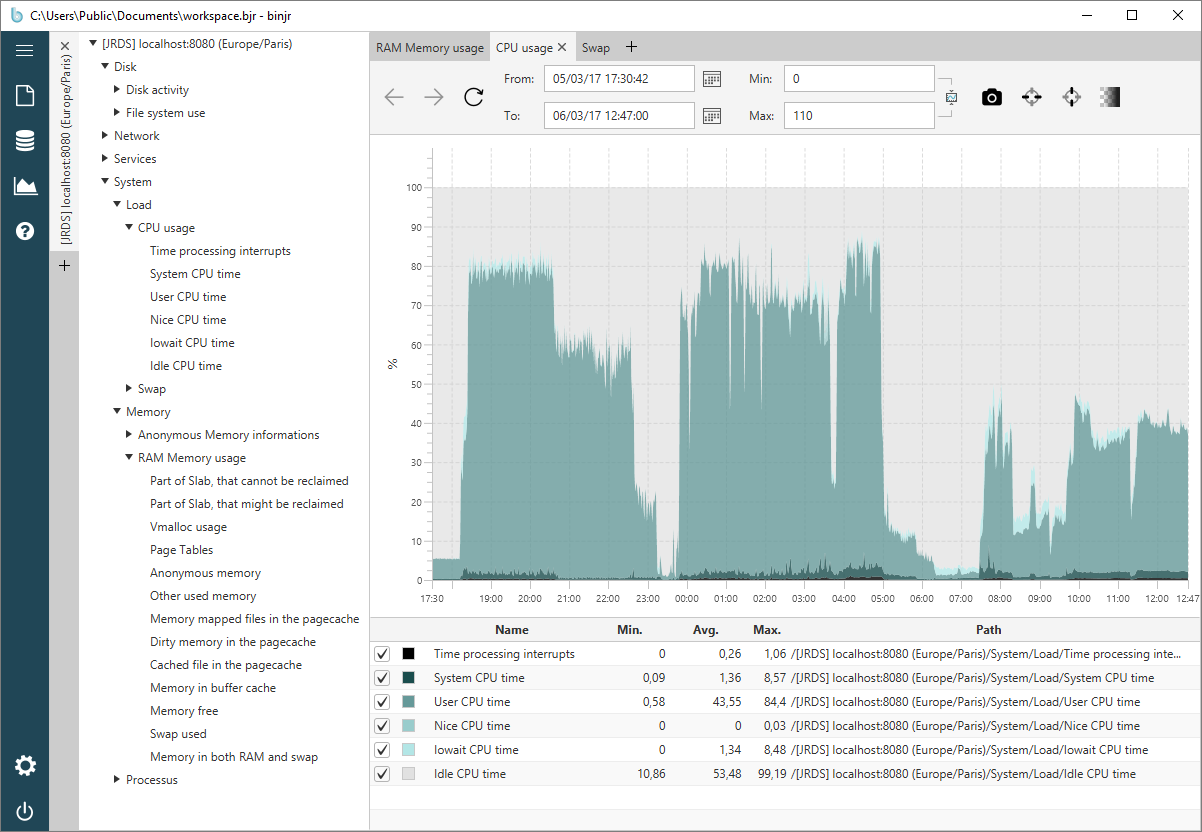 C:\Users\Public\Documents\workspace.bjr - binjr
[JRDS] localhost:8080 (Europe/Paris)
[JRDS] localhost:8080 (Europe/Paris)
Disk
Disk activity
File system use
Network
Services
System
Load
CPU usage
Time processing interrupts
System CPU time
User CPU time
Nice CPU time
Iowait CPU time
Idle CPU time
Swap
Memory
Anonymous Memory informations
RAM Memory usage
Part of Slab, that cannot be reclaimed
Part of Slab, that might be reclaimed
Vmalloc usage
Page Tables
Anonymous memory
Other used memory
Memory mapped files in the pagecache
Dirty memory in the pagecache
Cached file in the pagecache
Memory in buffer cache
Memory free
Swap used
Memory in both RAM and swap
Processus
RAM Memory usage CPU usage Swap
From: 05/03/17 17:30:42 Min: 0
To: 06/03/17 12:47:00 Max: 110
100
90
80
70
60
%
50
40
30
20
10
0
17:30 19:00 20:00 21:00 22:00 23:00 00:00 01:00 02:00 03:00 04:00 05:00 06:00 07:00 08:00 09:00 10:00 11:00 12:00 12:47
Name Min. Avg. Max. Path
Time processing interrupts 0 0,26 1,06 /[JRDS] localhost:8080 (Europe/Paris)/System/Load/Time processing inte...
System CPU time 0,09 1,36 8,57 /[JRDS] localhost:8080 (Europe/Paris)/System/Load/System CPU time
User CPU time 0,58 43,55 84,4 /[JRDS] localhost:8080 (Europe/Paris)/System/Load/User CPU time
Nice CPU time 0 0 0,03 /[JRDS] localhost:8080 (Europe/Paris)/System/Load/Nice CPU time
Iowait CPU time 0 1,34 8,48 /[JRDS] localhost:8080 (Europe/Paris)/System/Load/Iowait CPU time
Idle CPU time 10,86 53,48 99,19 /[JRDS] localhost:8080 (Europe/Paris)/System/Load/Idle CPU time